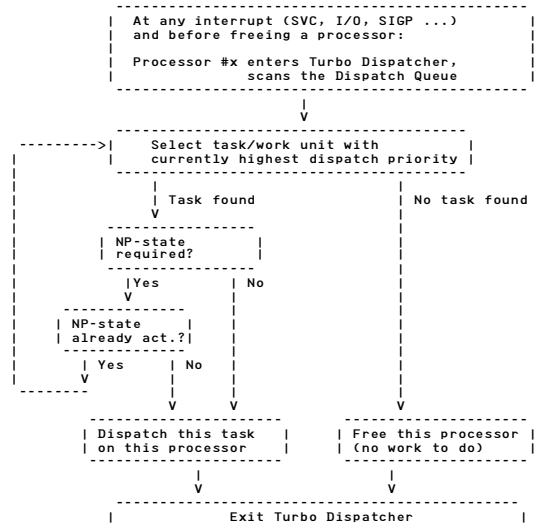 At any interrupt (SVC, I/O, SIGP ...)
and before freeing a processor:
Processor #x enters Turbo Dispatcher,
scans the Dispatch Queue
Select task/work unit with
currently highest dispatch priority
Task found
No task found
NP-state
required?
Yes No
NP-state
already act.?
Yes No
Dispatch this task
on this processor
Free this processor
(no work to do)
Exit Turbo Dispatcher